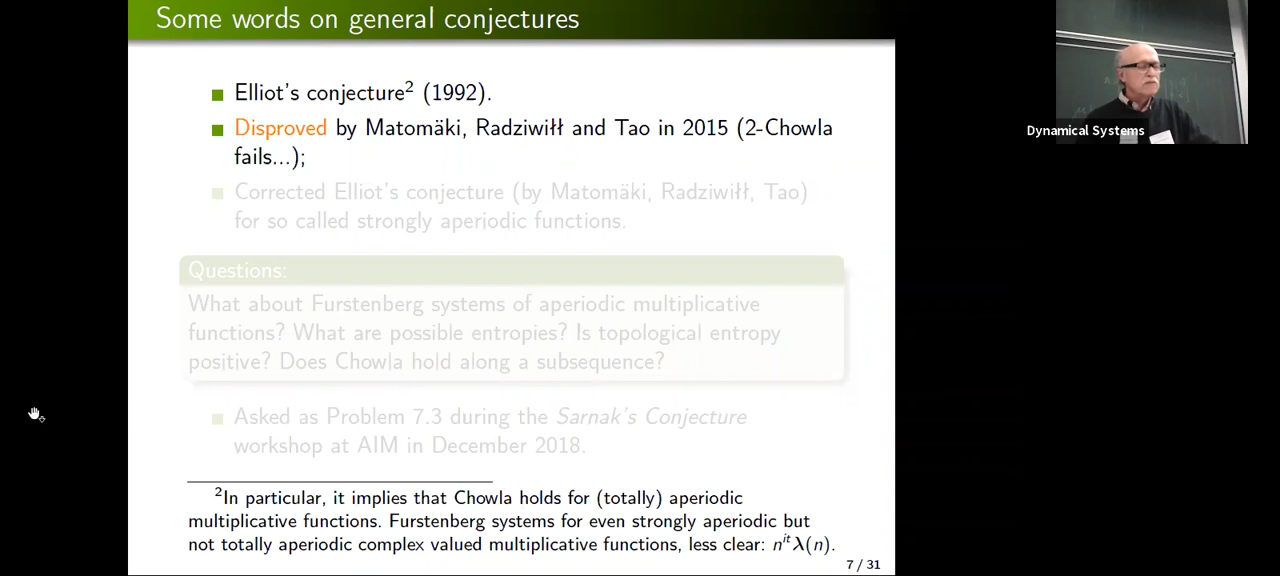 Some words on general conjectures
Elliot's conjecture² (1992).
Disproved by Matomäki, Radziwiłł and Tao in 2015 (2-Chowla
fails...);
Corrected Elliot's conjecture (by Matomäki, Radziwiłł, Tao)
for so called strongly aperiodic functions.
Questions:
What about Furstenberg systems of aperiodic multiplicative
functions? What are possible entropies? Is topological entropy
positive? Does Chowla hold along a subsequence?
Asked as Problem 7.3 during the Sarnak's Conjecture
workshop at AIM in December 2018.
²In particular, it implies that Chowla holds for (totally) aperiodic
multiplicative functions. Furstenberg systems for even strongly aperiodic but
not totally aperiodic complex valued multiplicative functions, less clear: nⁱᵗλ(n).
7 / 31
Dynamical Systems